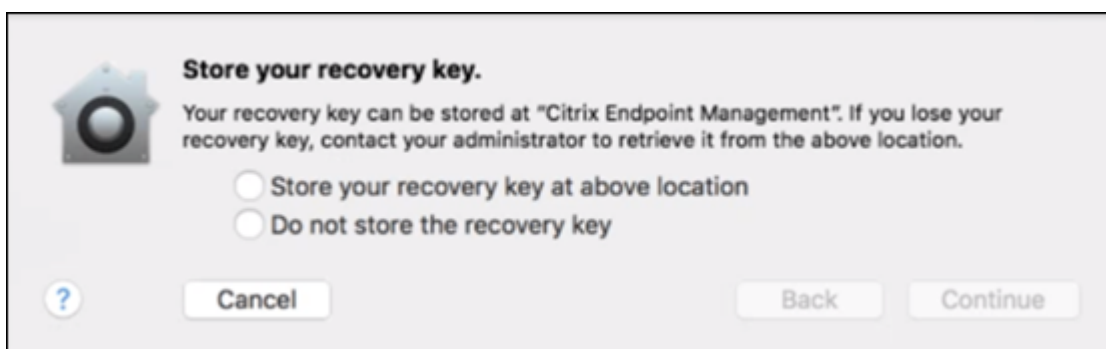 Store your recovery key.
Your recovery key can be stored at “Citrix Endpoint Management”. If you lose your
recovery key, contact your administrator to retrieve it from the above location.
Store your recovery key at above location
Do not store the recovery key
?
Cancel
Back
Continue